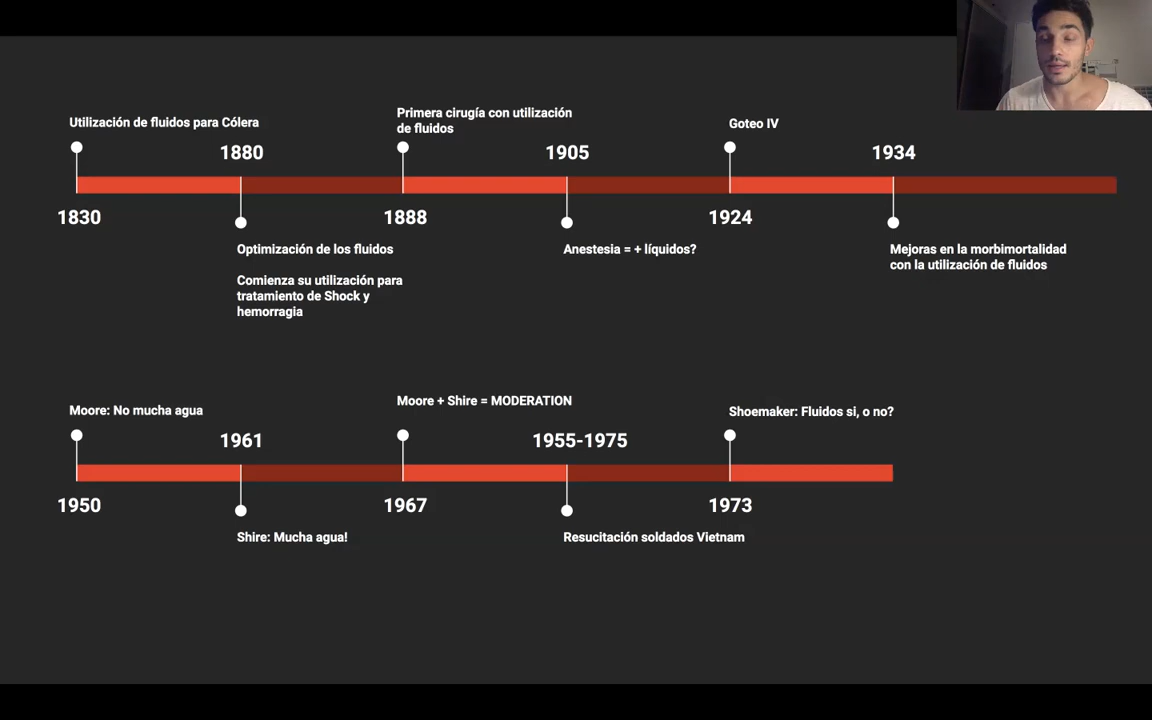 Utilización de fluidos para Cólera
Primera cirugía con utilización
de fluidos
Goteo IV
1880
1905
1934
1830
1888
1924
Optimización de los fluidos
Anestesia = + líquidos?
Mejoras en la morbimortalidad
con la utilización de fluidos
Comienza su utilización para
tratamiento de Shock y
hemorragia
Moore: No mucha agua
Moore + Shire = MODERATION
Shoemaker: Fluidos si, o no?
1961
1955-1975
1950
1967
1973
Shire: Mucha agua!
Resucitación soldados Vietnam